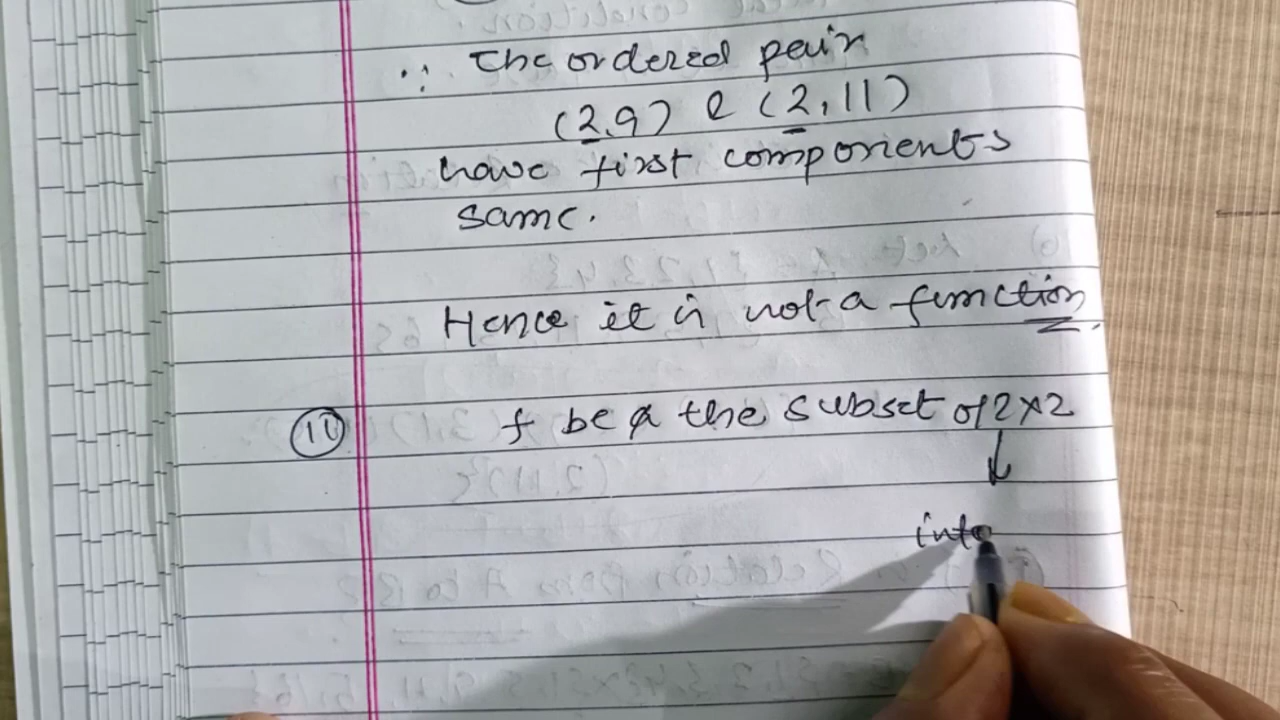 ∴ The ordered pair
(2,9) & (2,11)
have first components
same.
Hence it is not a function.
11 f be the subset of Z×Z
↓
inte